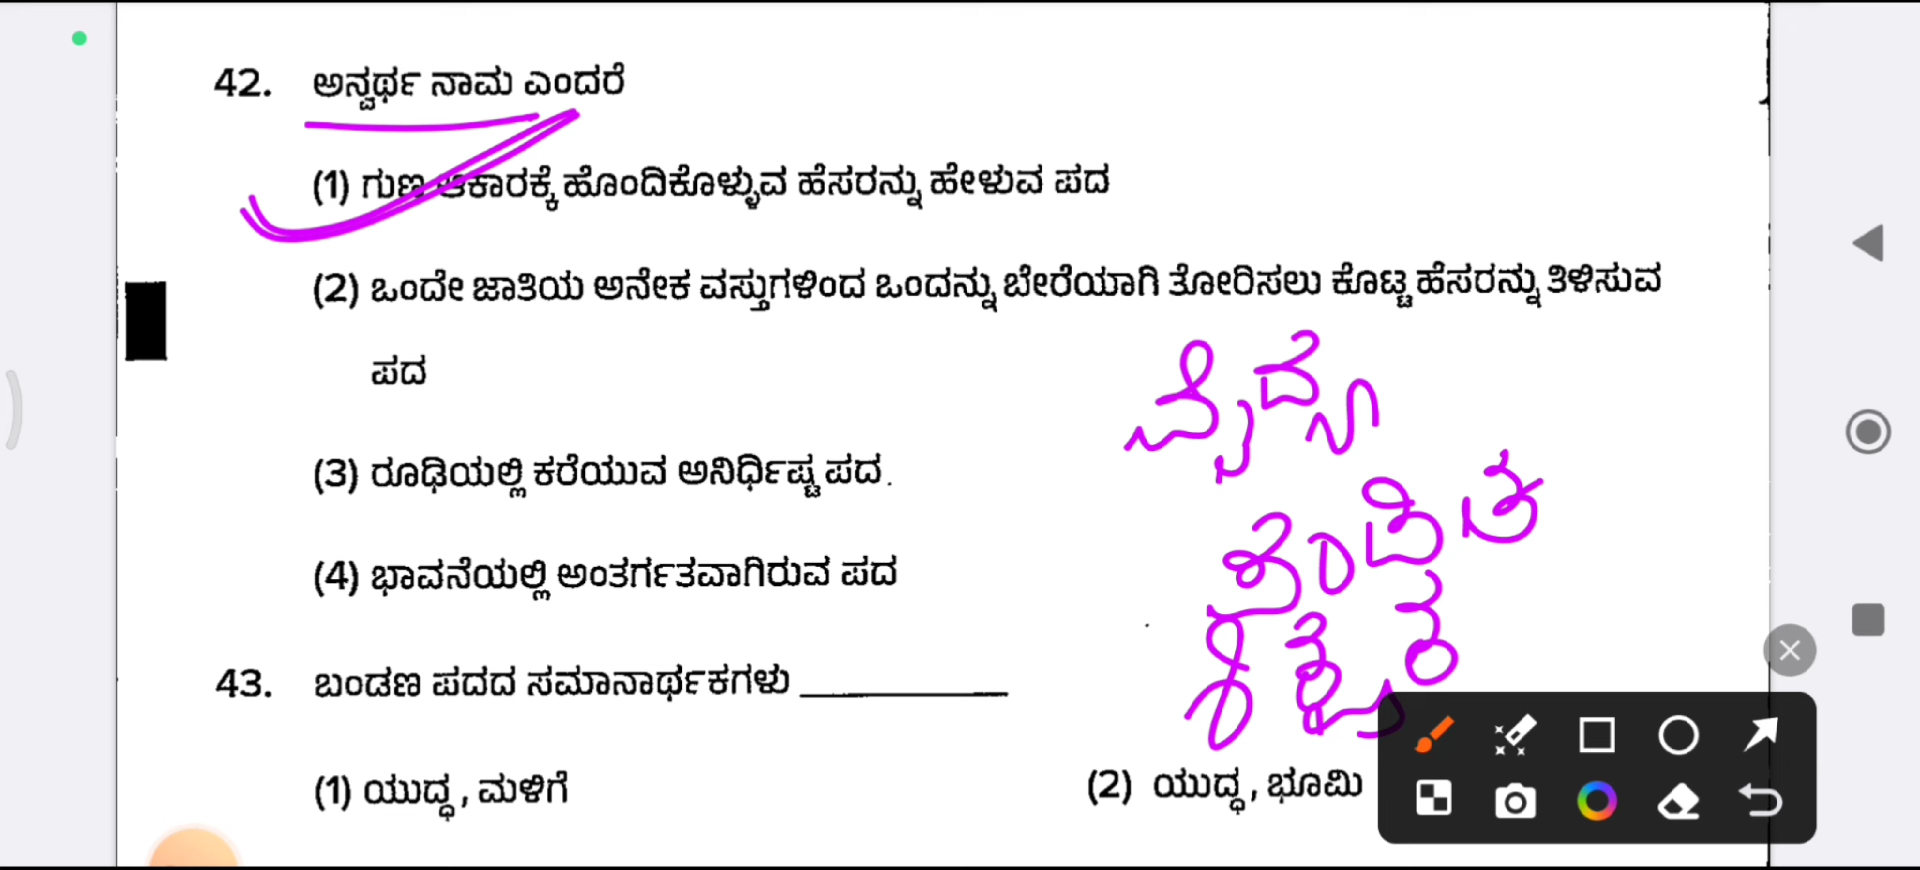 42. ಅನ್ವರ್ಥ ನಾಮ ಎಂದರೆ
(1) ಗುಣ ಆಕಾರಕ್ಕೆ ಹೊಂದಿಕೊಳ್ಳುವ ಹೆಸರನ್ನು ಹೇಳುವ ಪದ
(2) ಒಂದೇ ಜಾತಿಯ ಅನೇಕ ವಸ್ತುಗಳಿಂದ ಒಂದನ್ನು ಬೇರೆಯಾಗಿ ತೋರಿಸಲು ಕೊಟ್ಟ ಹೆಸರನ್ನು ತಿಳಿಸುವ
ಪದ
ವೈದ್ಯ
(3) ರೂಢಿಯಲ್ಲಿ ಕರೆಯುವ ಅನಿರ್ಧಿಷ್ಟ ಪದ.
(4) ಭಾವನೆಯಲ್ಲಿ ಅಂತರ್ಗತವಾಗಿರುವ ಪದ
43. ಬಂಡಣ ಪದದ ಸಮಾನಾರ್ಥಕಗಳು ____________
(1) ಯುದ್ಧ, ಮಳಿಗೆ
(2) ಯುದ್ಧ, ಭೂಮಿ